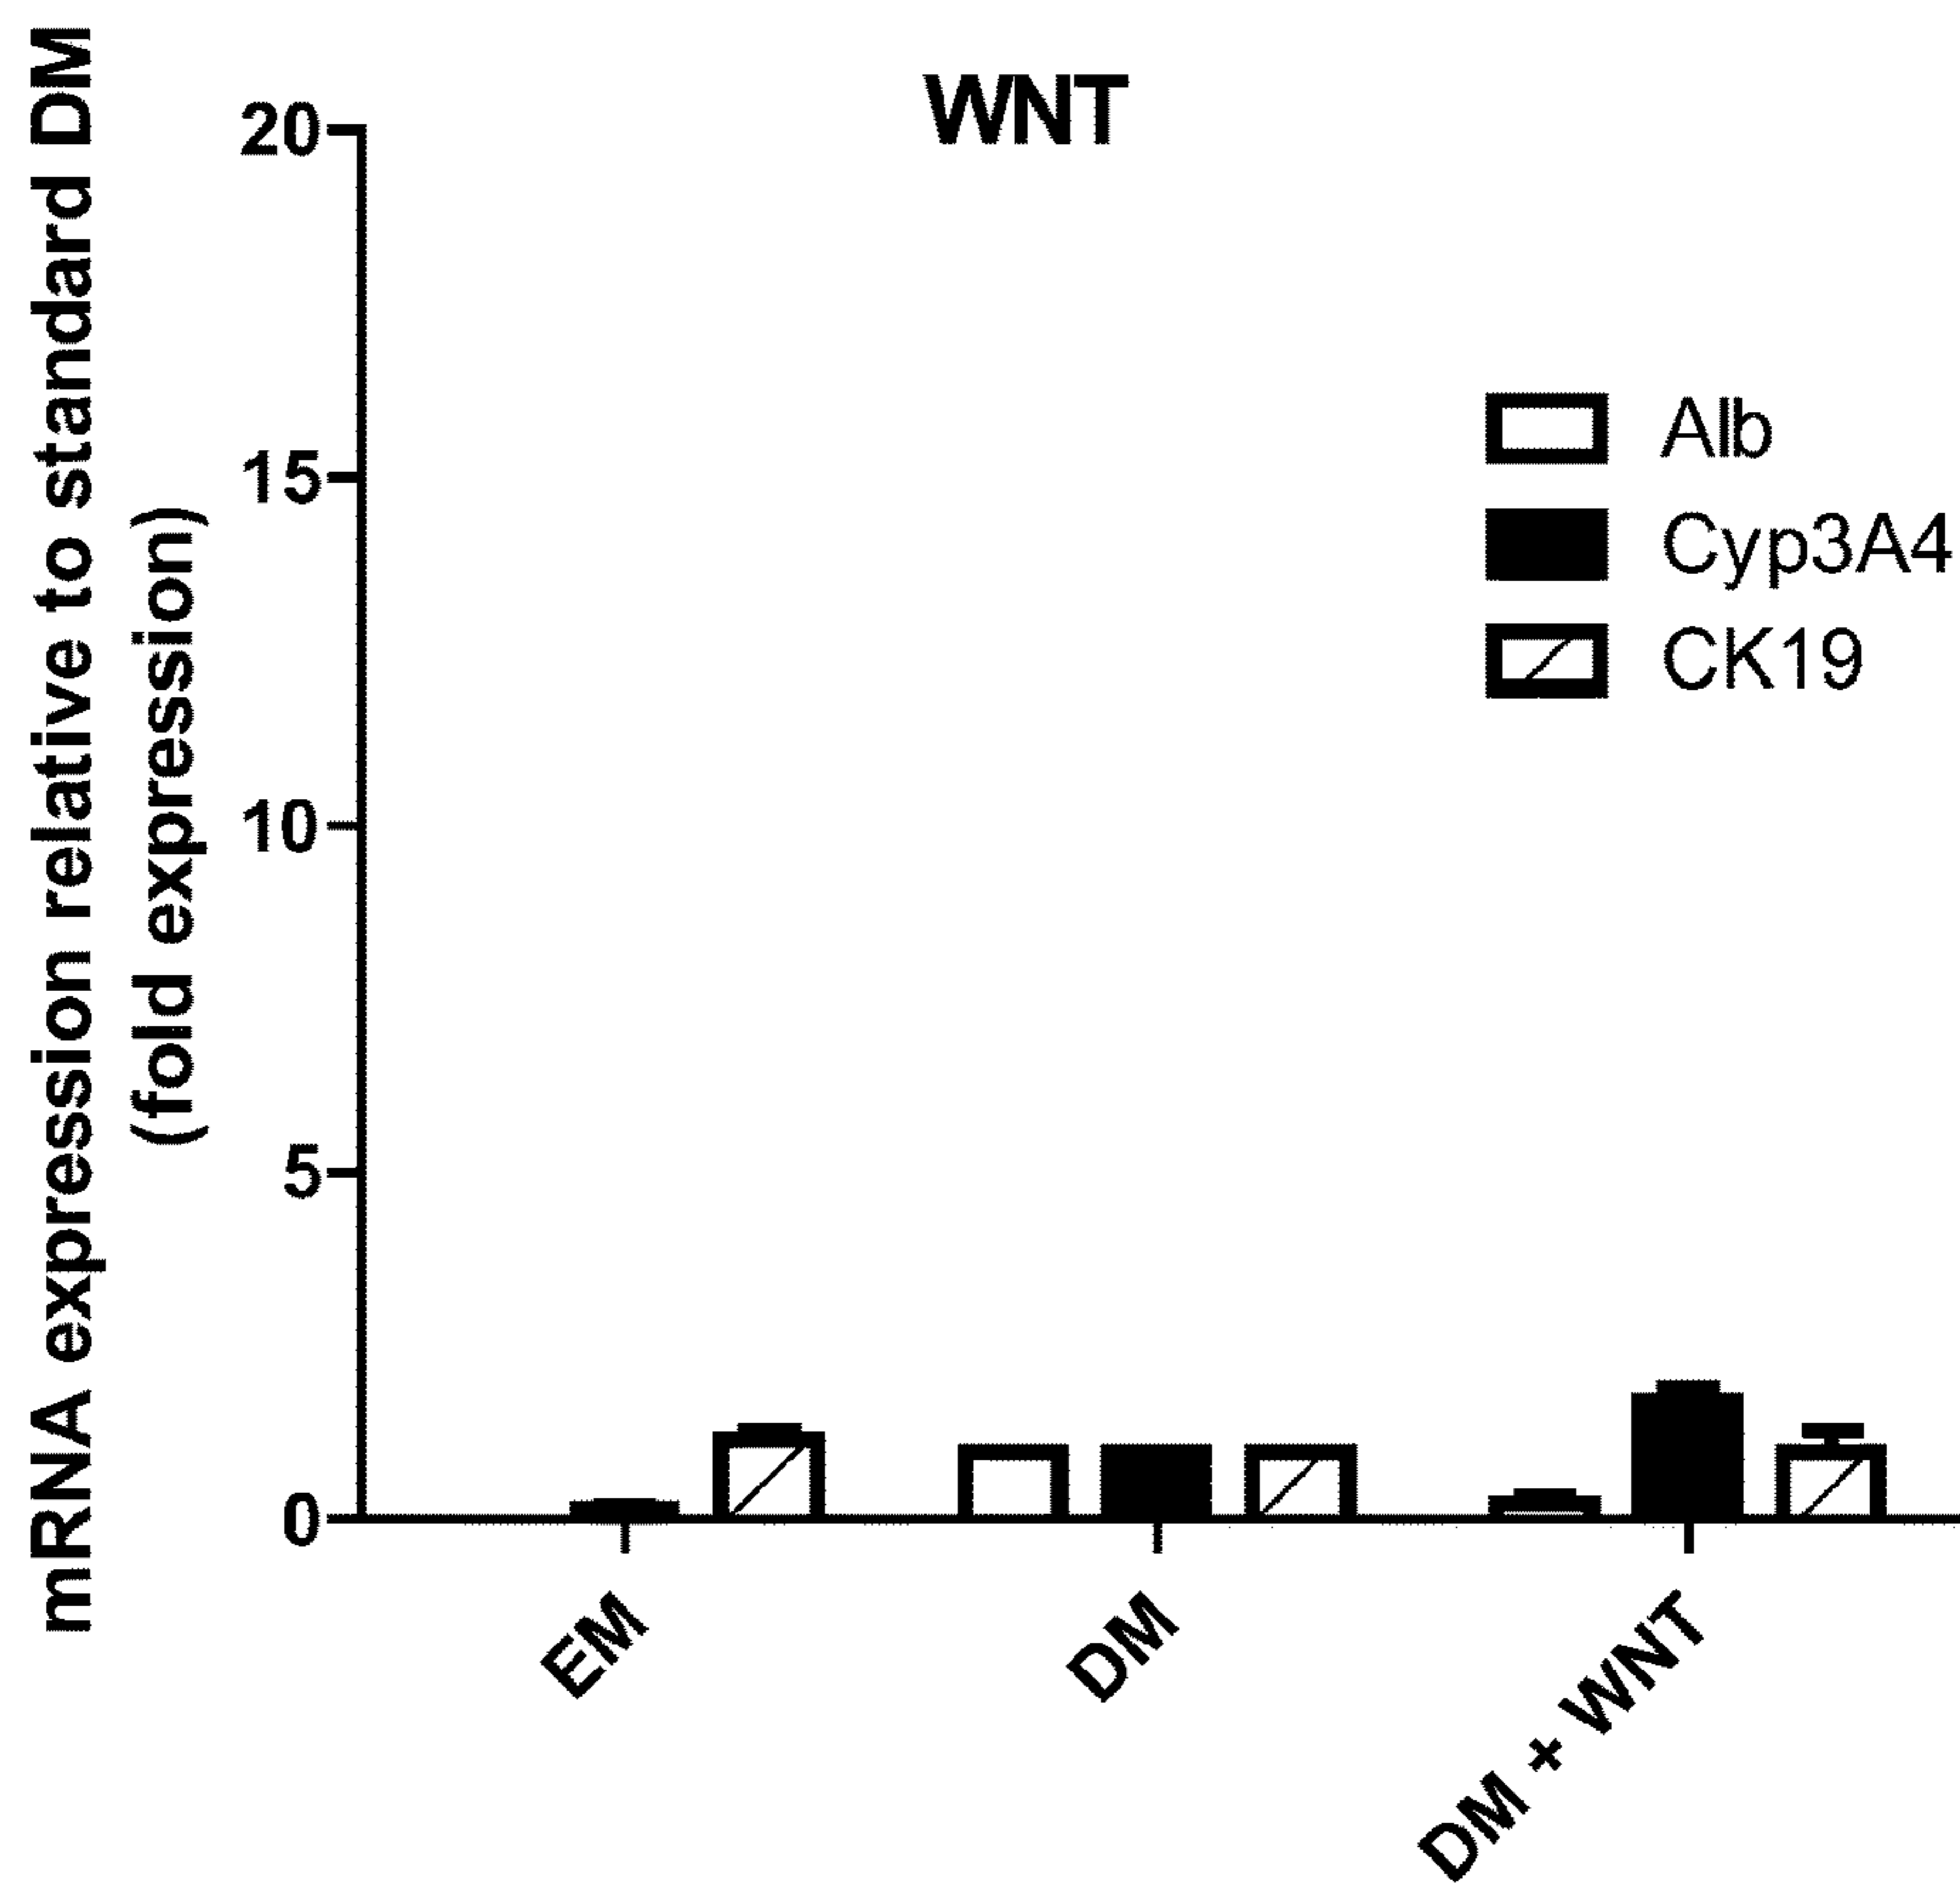 WNT
mRNA expression relative to standard DM
(fold expression)
20
15
10
5
0
Alb
Cyp3A4
CK19
EM
DM
DM + WNT